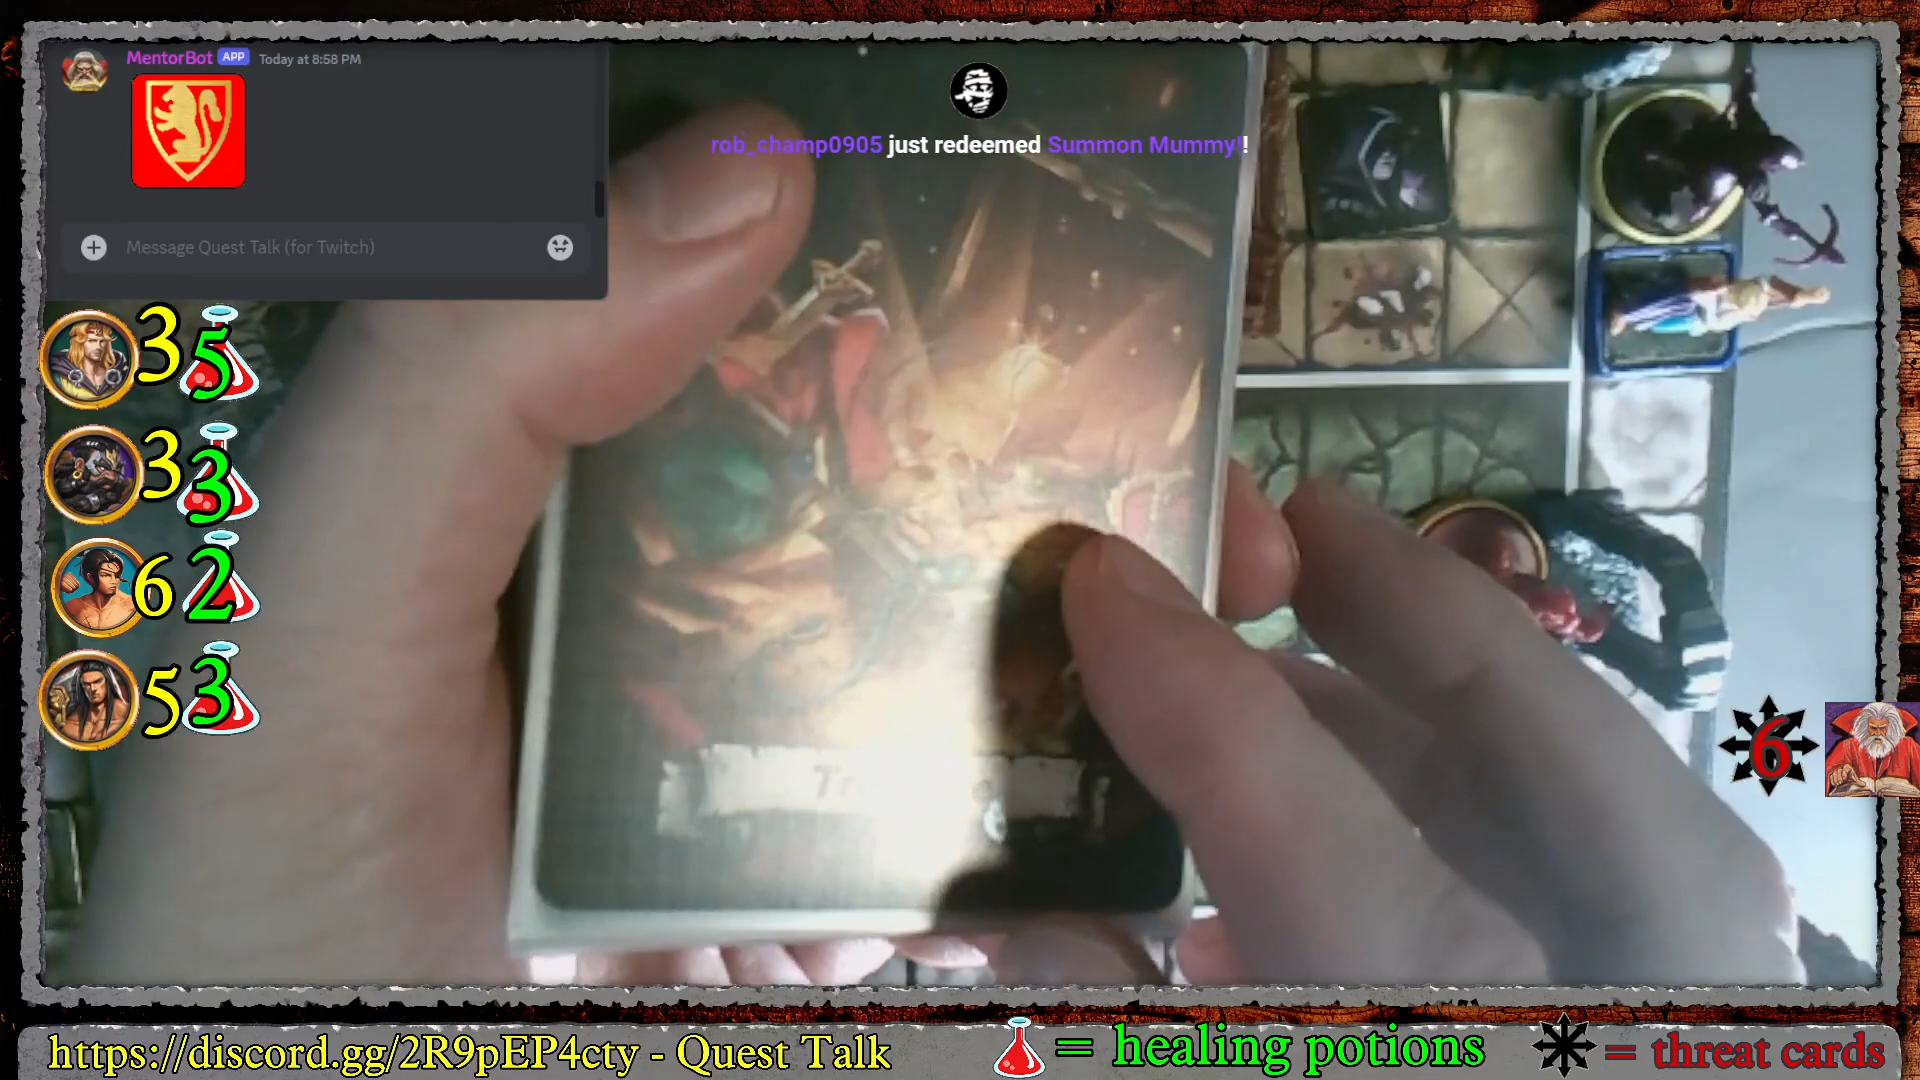 MentorBot APP Today at 8:58 PM
Message Quest Talk (for Twitch)
rob_champ0905 just redeemed Summon Mummy!!
3 5
3 3
6 2
5 3
6
https://discord.gg/2R9pEP4cty - Quest Talk
= healing potions
= threat cards